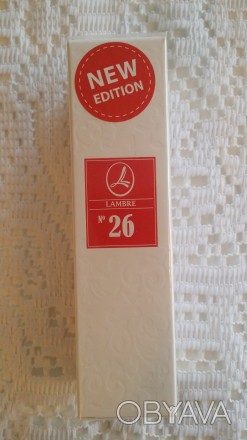 NEW
EDITION
LAMBRE
№ 26
OBYAVA